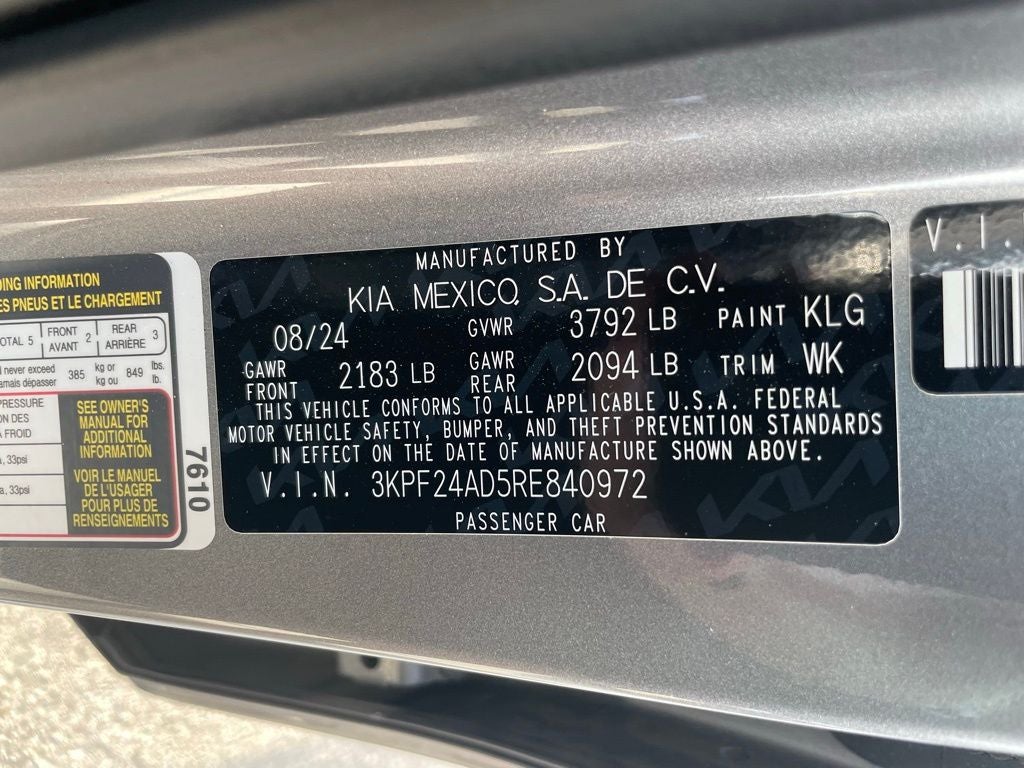 DING INFORMATION
ES PNEUS ET LE CHARGEMENT
OTAL 5 FRONT AVANT 2 REAR ARRIÈRE 3
d never exceed
amais dépasser 385 kg or kg ou 849 lbs. lb.
PRESSURE
ON DES
A FROID
a, 33psi
a, 33psi
SEE OWNER'S
MANUAL FOR
ADDITIONAL
INFORMATION
VOIR LE MANUEL
DE L'USAGER
POUR PLUS DE
RENSEIGNEMENTS
7610
MANUFACTURED BY
KIA MEXICO, S.A. DE C.V.
08/24 GVWR 3792 LB PAINT KLG
GAWR FRONT 2183 LB GAWR REAR 2094 LB TRIM WK
THIS VEHICLE CONFORMS TO ALL APPLICABLE U.S.A. FEDERAL
MOTOR VEHICLE SAFETY, BUMPER, AND THEFT PREVENTION STANDARDS
IN EFFECT ON THE DATE OF MANUFACTURE SHOWN ABOVE.
V.I.N. 3KPF24AD5RE840972
PASSENGER CAR
V.I.